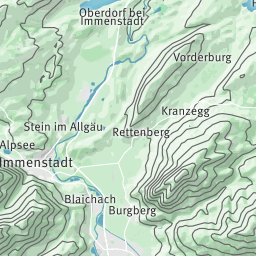 Oberdorf bei
Immenstadt
Vorderburg
Kranzegg
Stein im Allgäu
Rettenberg
Alpsee
Immenstadt
Blaichach
Burgberg